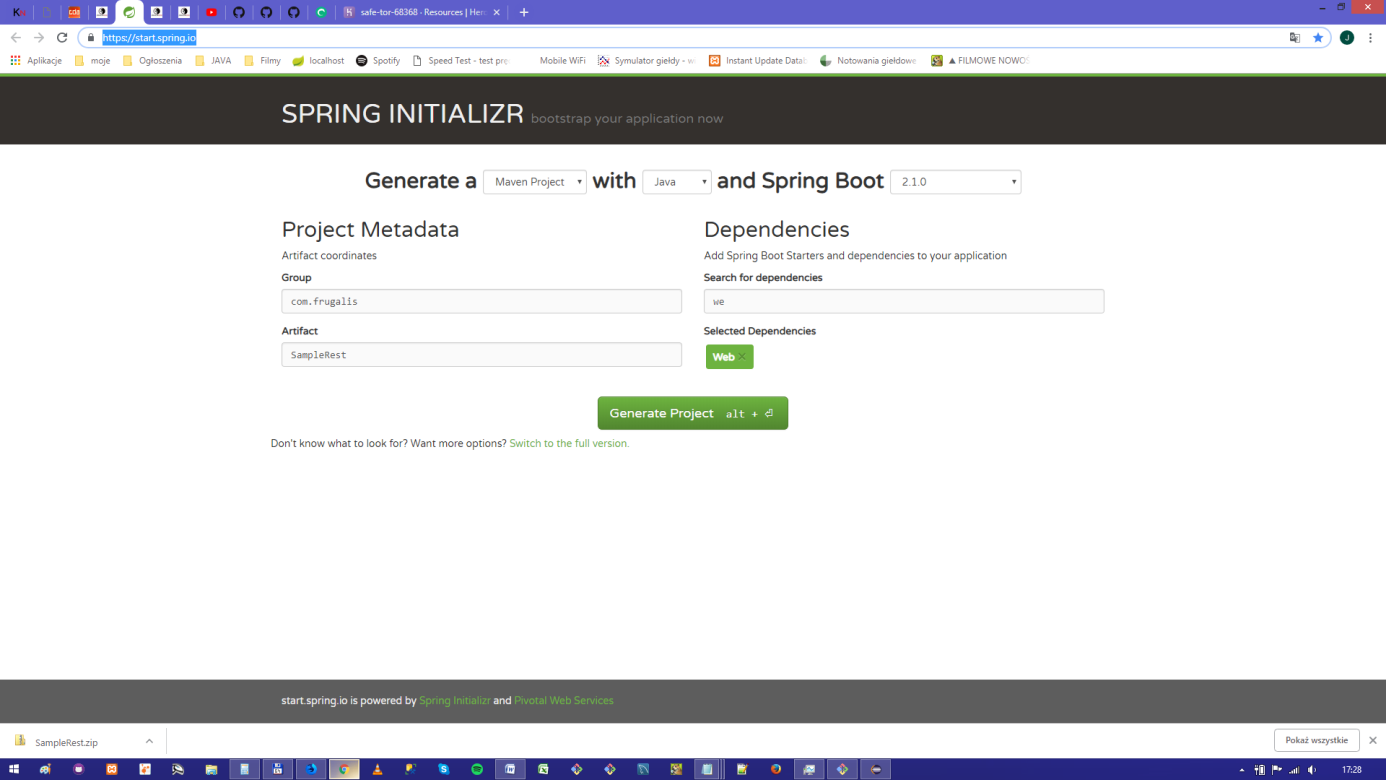 safe-tor-68368 - Resources | Her
https://start.spring.io
Aplikacje moje Ogłoszenia JAVA Filmy localhost Spotify Speed Test - test prę Mobile WiFi Symulator giełdy - w Instant Update Datab Notowania giełdowe ▲ FILMOWE NOWOŚ
SPRING INITIALIZR bootstrap your application now
Generate a Maven Project with Java and Spring Boot 2.1.0
Project Metadata
Artifact coordinates
Group
com.frugalis
Artifact
SampleRest
Dependencies
Add Spring Boot Starters and dependencies to your application
Search for dependencies
we
Selected Dependencies
Web ×
Generate Project alt + ⏎
Don't know what to look for? Want more options? Switch to the full version.
start.spring.io is powered by Spring Initializr and Pivotal Web Services
SampleRest.zip
Pokaż wszystkie
17:28